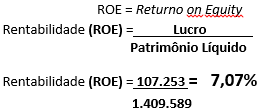 ROE = Returno on Equity
Rentabilidade (ROE) = Lucro
Patrimônio Líquido
Rentabilidade (ROE) = 107.253 = 7,07%
1.409.589